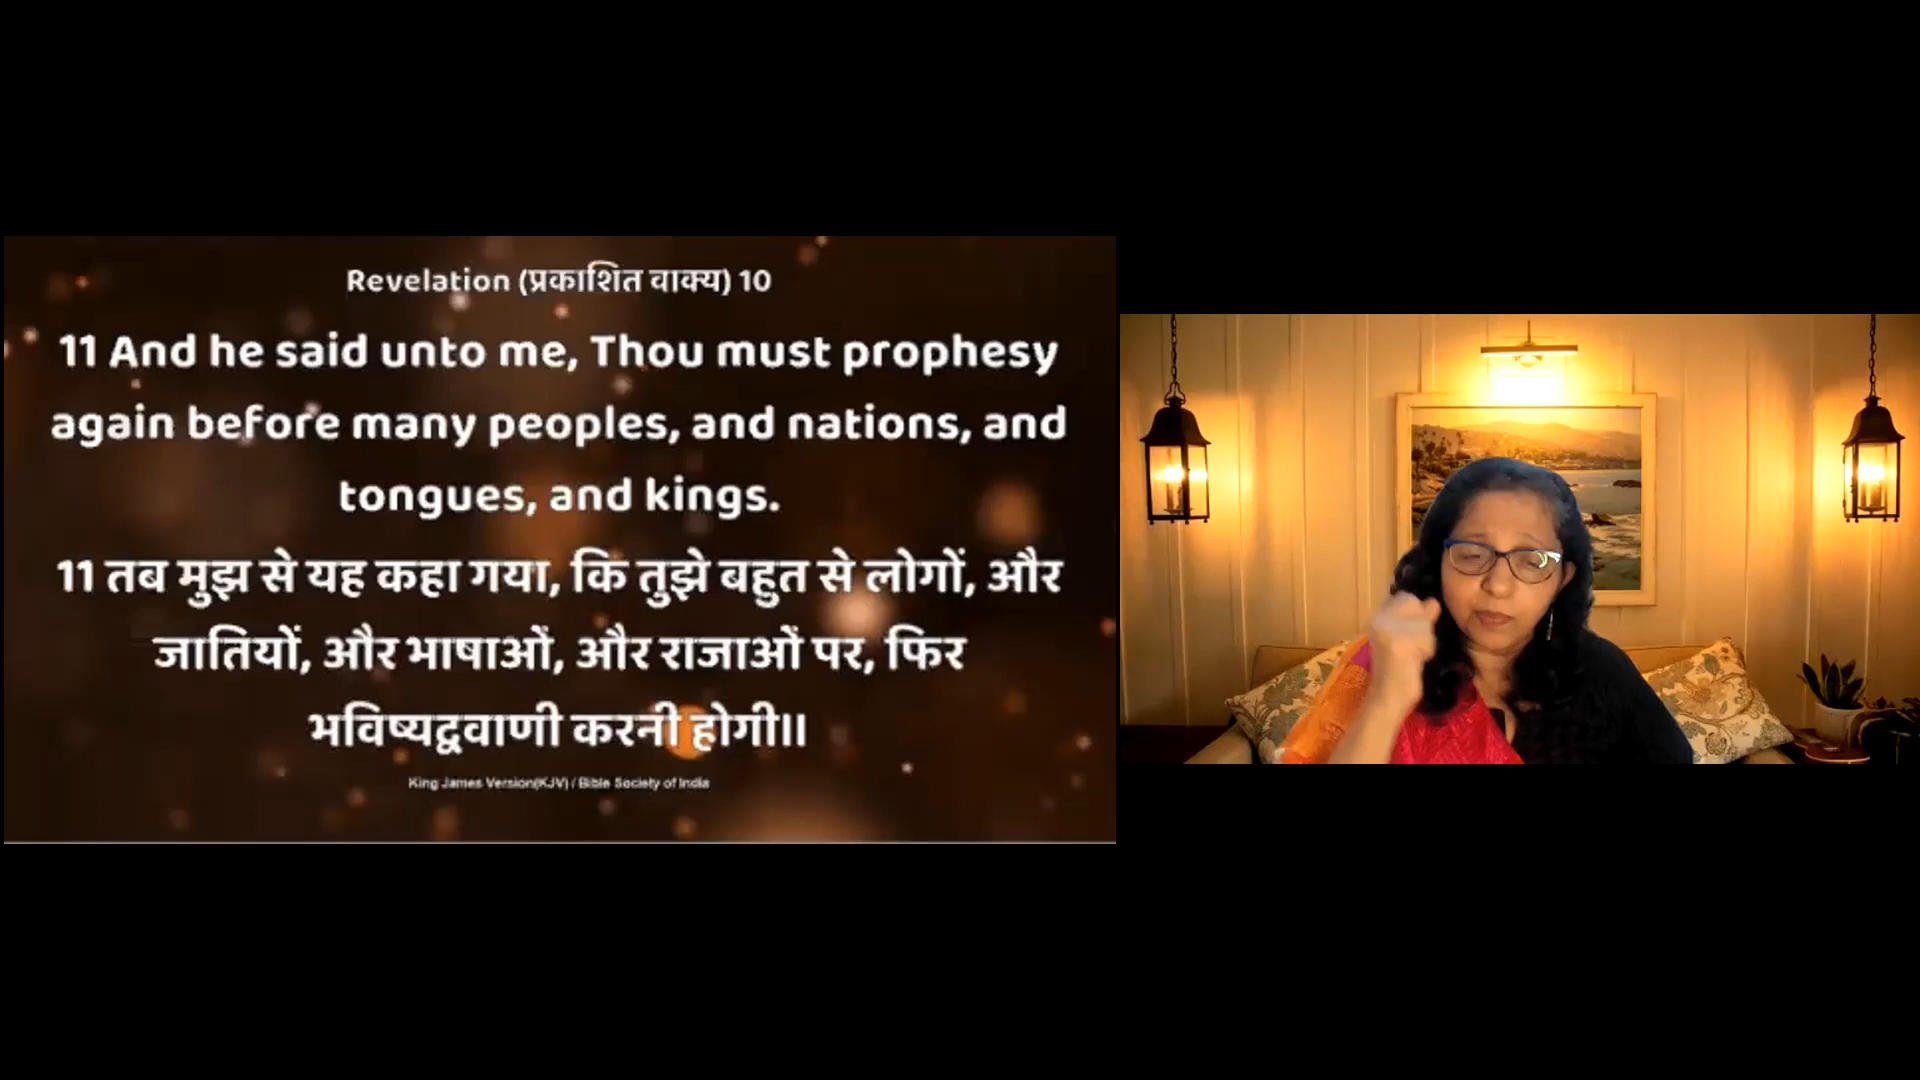 Revelation (प्रकाशित वाक्य) 10
11 And he said unto me, Thou must prophesy
again before many peoples, and nations, and
tongues, and kings.
11 तब मुझ से यह कहा गया, कि तुझे बहुत से लोगों, और
जातियों, और भाषाओं, और राजाओं पर, फिर
भविष्यद्ववाणी करनी होगी॥
King James Version(KJV) / Bible Society of India